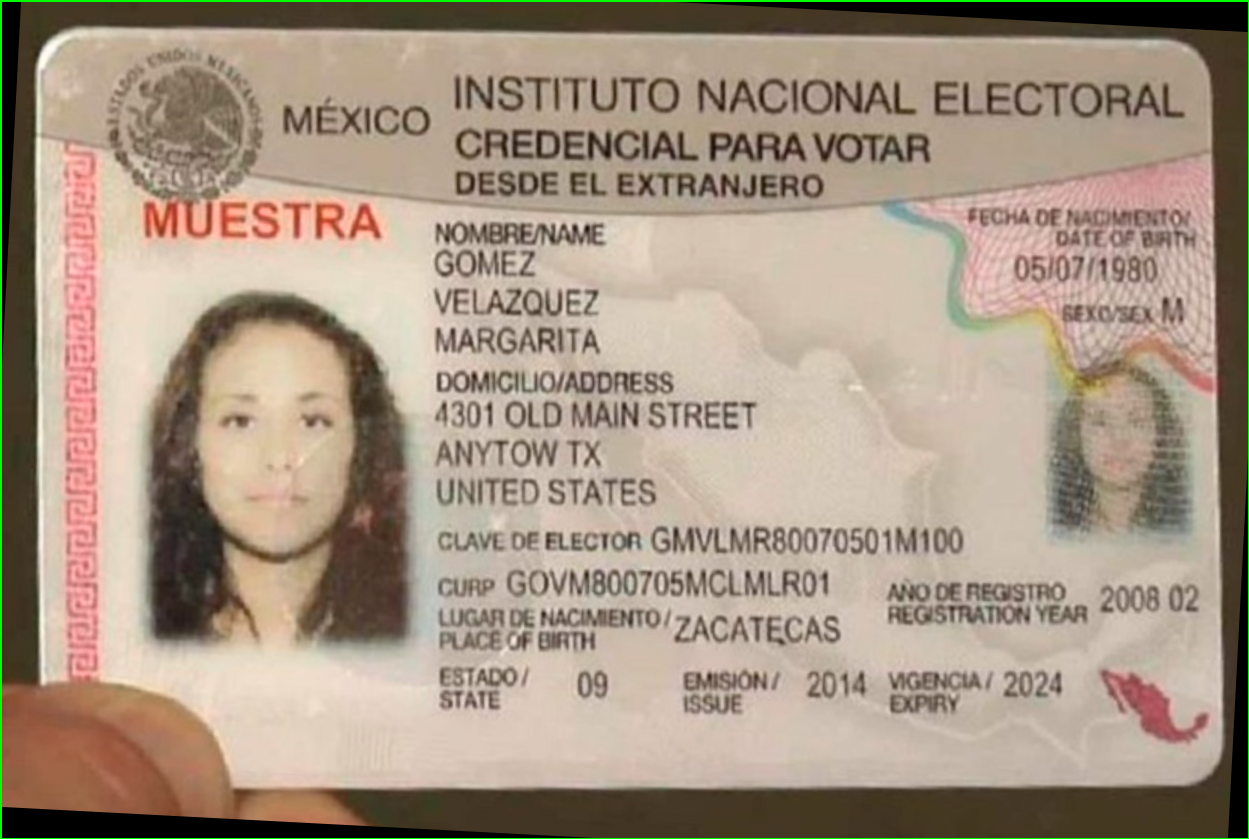 ESTADOS UNIDOS MEXICANOS
MÉXICO
INSTITUTO NACIONAL ELECTORAL
CREDENCIAL PARA VOTAR
DESDE EL EXTRANJERO
MUESTRA
NOMBRE/NAME
GOMEZ
VELAZQUEZ
MARGARITA
FECHA DE NACIMIENTO/
DATE OF BIRTH
05/07/1980
SEXO/SEX M
DOMICILIO/ADDRESS
4301 OLD MAIN STREET
ANYTOW TX
UNITED STATES
CLAVE DE ELECTOR GMVLMR80070501M100
CURP GOVM800705MCLMLR01
AÑO DE REGISTRO
REGISTRATION YEAR 2008 02
LUGAR DE NACIMIENTO/
PLACE OF BIRTH ZACATECAS
ESTADO/
STATE 09
EMISIÓN/
ISSUE 2014
VIGENCIA/
EXPIRY 2024